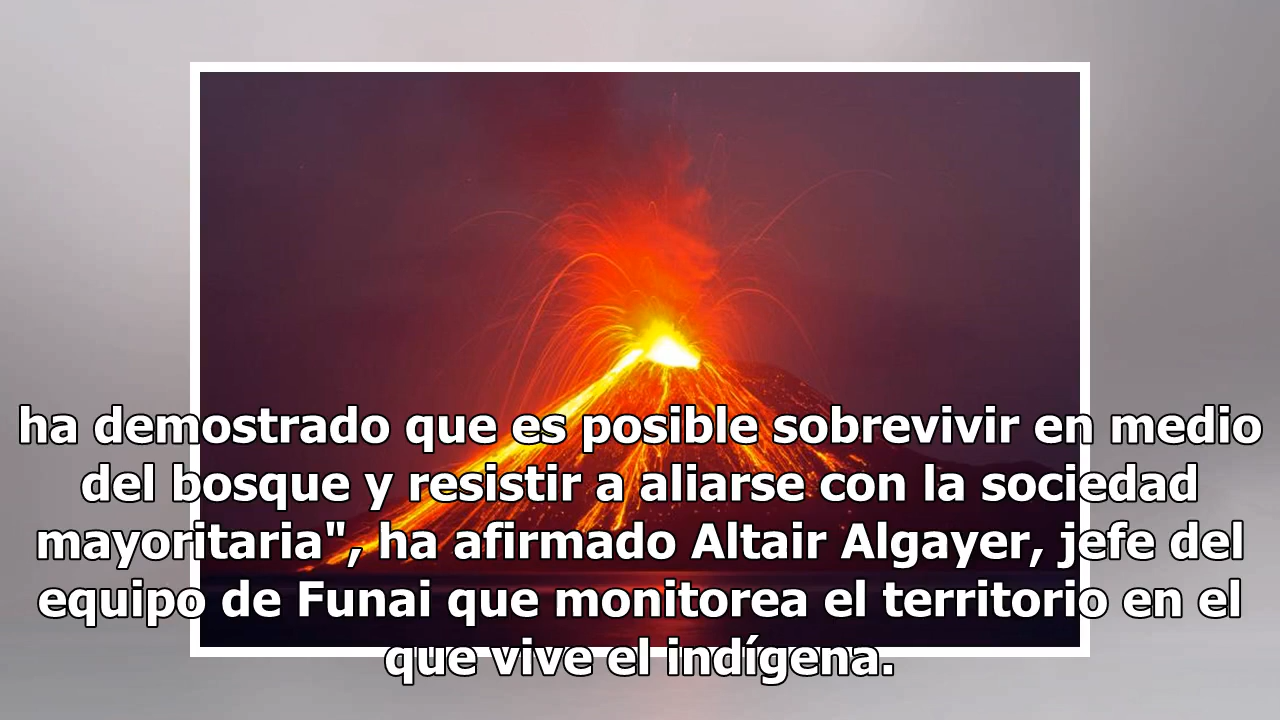 ha demostrado que es posible sobrevivir en medio
del bosque y resistir a aliarse con la sociedad
mayoritaria", ha afirmado Altair Algayer, jefe del
equipo de Funai que monitorea el territorio en el
que vive el indígena.